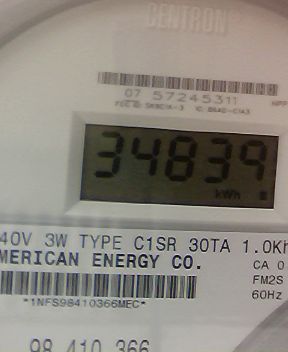 CENTRON
07 57245311
34839
kWh
40V 3W TYPE C1SR 30TA 1.0Kh
MERICAN ENERGY CO.
CA 0
FM2S
60Hz
*1NFS98410366MEC*
98 410 366